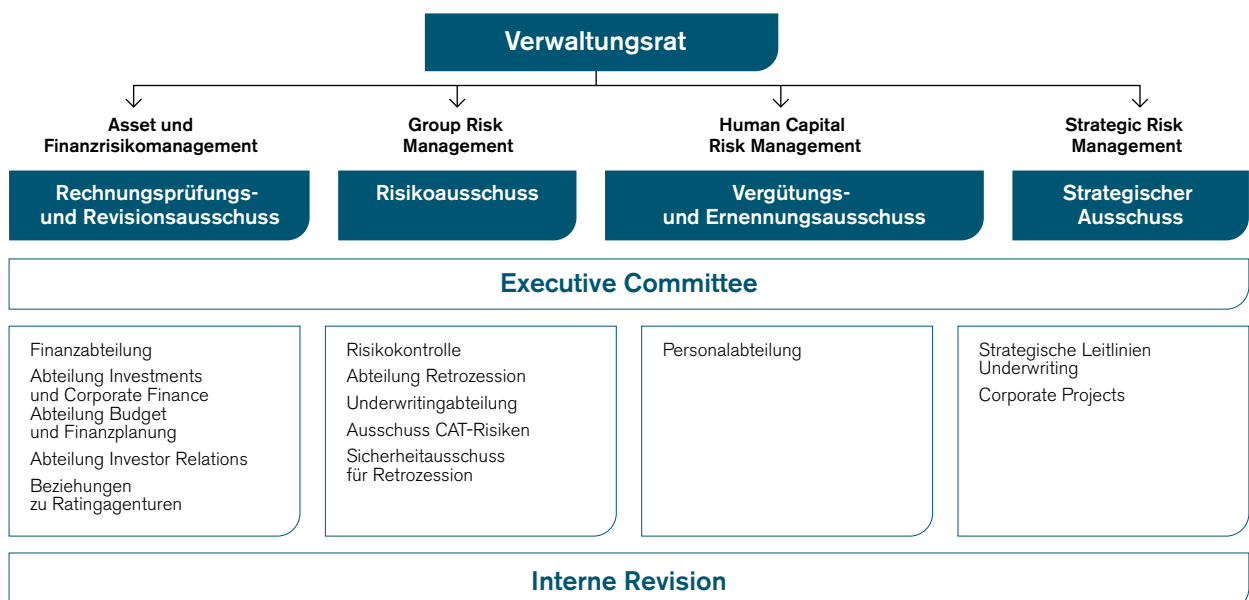 Verwaltungsrat
Asset und
Finanzrisikomanagement
Group Risk
Management
Human Capital
Risk Management
Strategic Risk
Management
Rechnungsprüfungs-
und Revisionsausschuss
Risikoausschuss
Vergütungs-
und Ernennungsausschuss
Strategischer
Ausschuss
Executive Committee
Finanzabteilung
Abteilung Investments
und Corporate Finance
Abteilung Budget
und Finanzplanung
Abteilung Investor Relations
Beziehungen
zu Ratingagenturen
Risikokontrolle
Abteilung Retrozession
Underwritingabteilung
Ausschuss CAT-Risiken
Sicherheitausschuss
für Retrozession
Personalabteilung
Strategische Leitlinien
Underwriting
Corporate Projects
Interne Revision